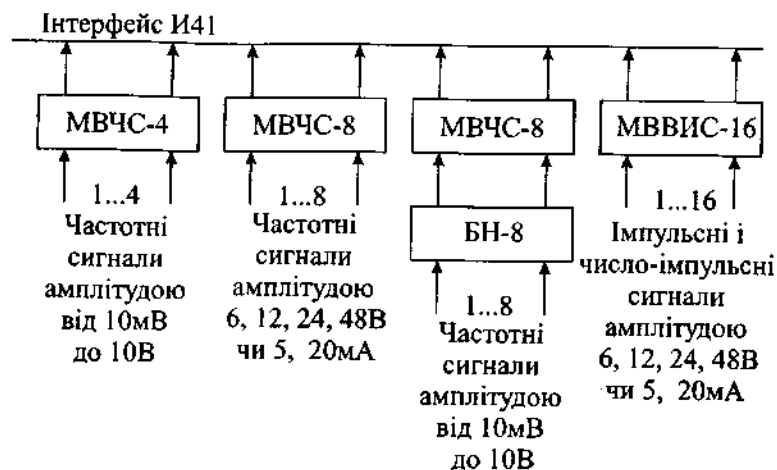 Інтерфейс И41
МВЧС-4
1...4
Частотні
сигнали
амплітудою
від 10мВ
до 10В
МВЧС-8
1...8
Частотні
сигнали
амплітудою
6, 12, 24, 48В
чи 5, 20мА
МВЧС-8
БН-8
1...8
Частотні
сигнали
амплітудою
від 10мВ
до 10В
МВВИС-16
1...16
Імпульсні і
число-імпульсні
сигнали
амплітудою
6, 12, 24, 48В
чи 5, 20мА